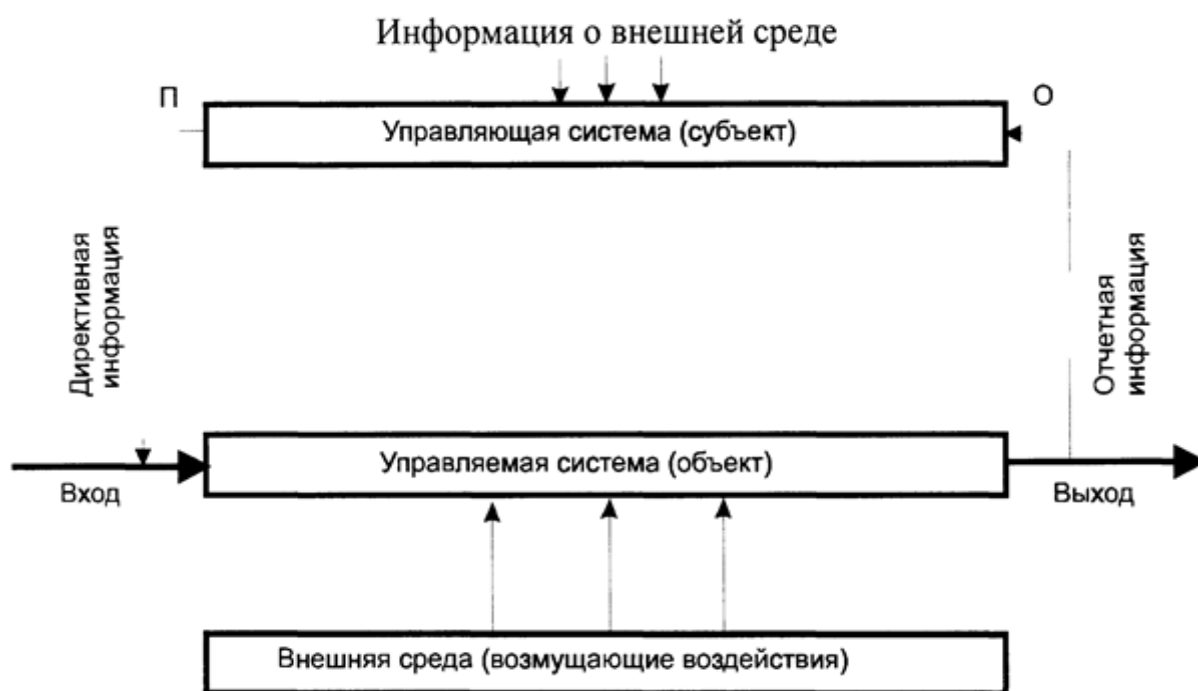 Информация о внешней среде
П
О
Управляющая система (субъект)
Директивная
информация
Отчетная
информация
Управляемая система (объект)
Вход
Выход
Внешняя среда (возмущающие воздействия)